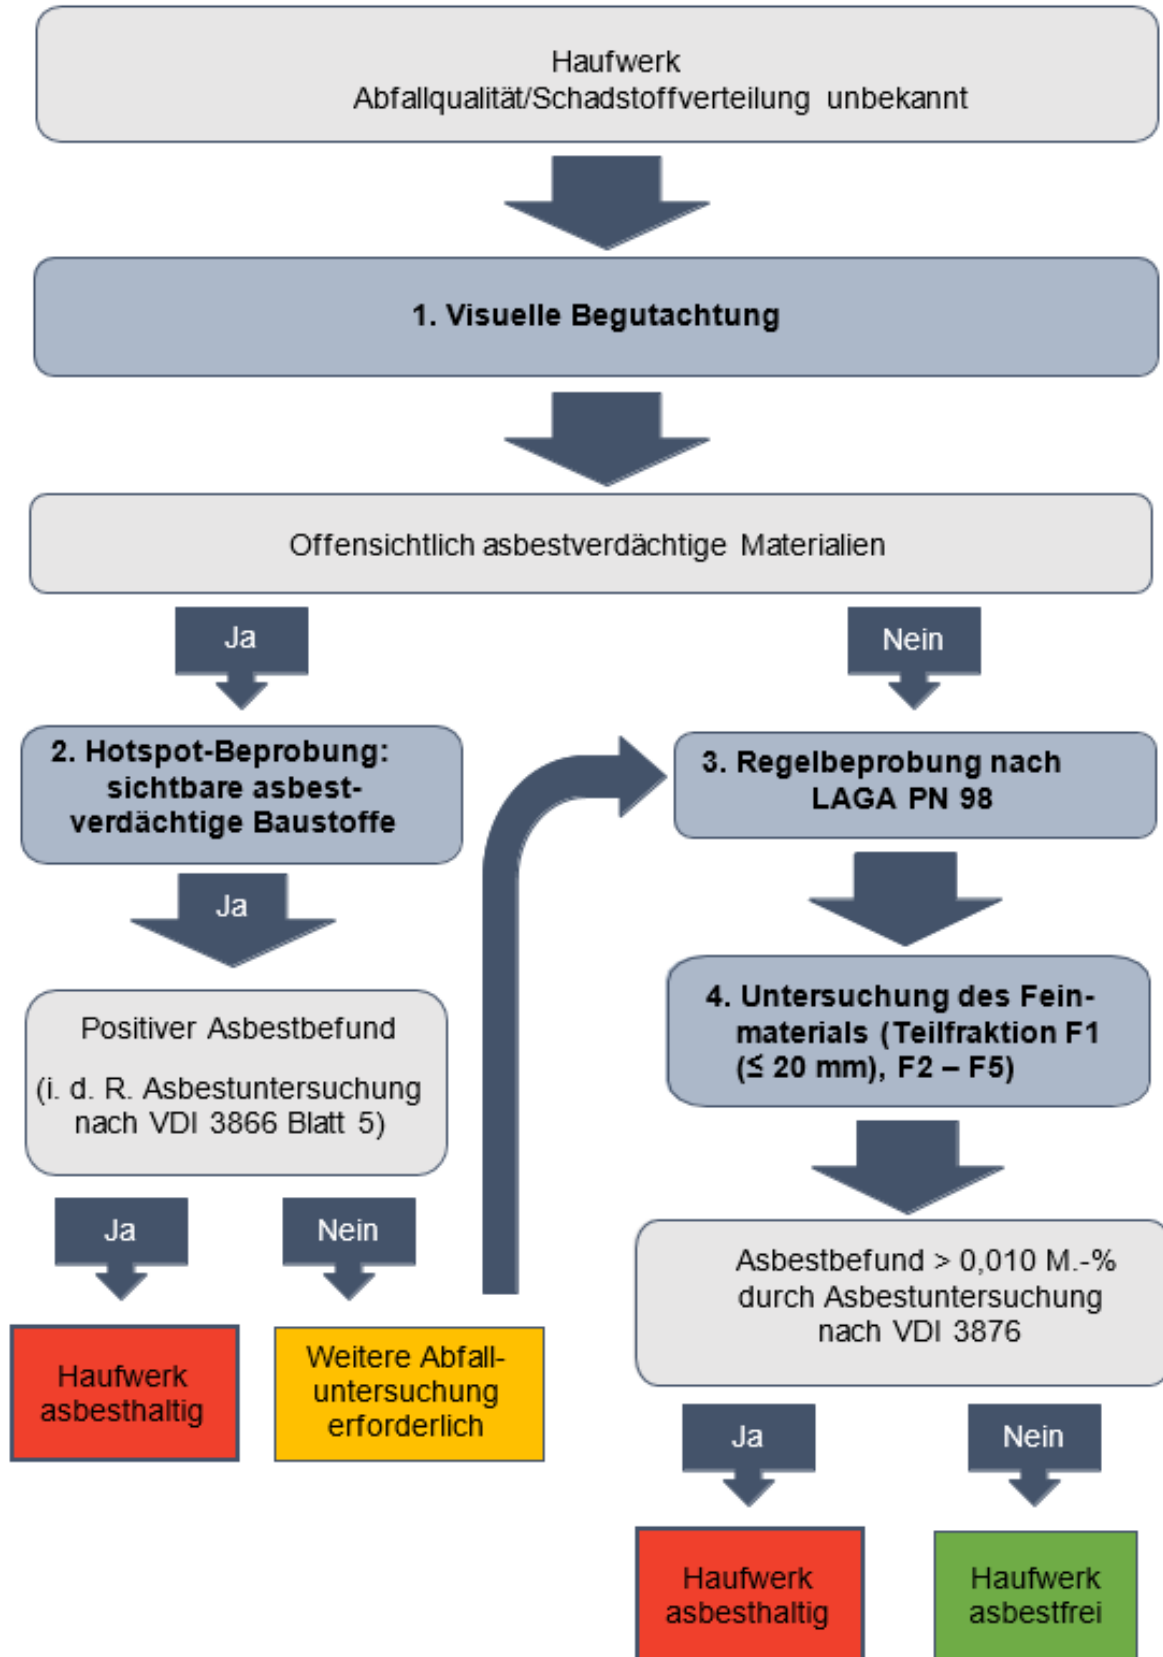 Haufwerk
Abfallqualität/Schadstoffverteilung unbekannt
1. Visuelle Begutachtung
Offensichtlich asbestverdächtige Materialien
Ja
Nein
2. Hotspot-Beprobung:
sichtbare asbest-
verdächtige Baustoffe
Ja
Positiver Asbestbefund
(i. d. R. Asbestuntersuchung
nach VDI 3866 Blatt 5)
Ja
Nein
Haufwerk
asbesthaltig
Weitere Abfall-
untersuchung
erforderlich
3. Regelbeprobung nach
LAGA PN 98
4. Untersuchung des Fein-
materials (Teilfraktion F1
(≤ 20 mm), F2 – F5)
Asbestbefund > 0,010 M.-%
durch Asbestuntersuchung
nach VDI 3876
Ja
Nein
Haufwerk
asbesthaltig
Haufwerk
asbestfrei